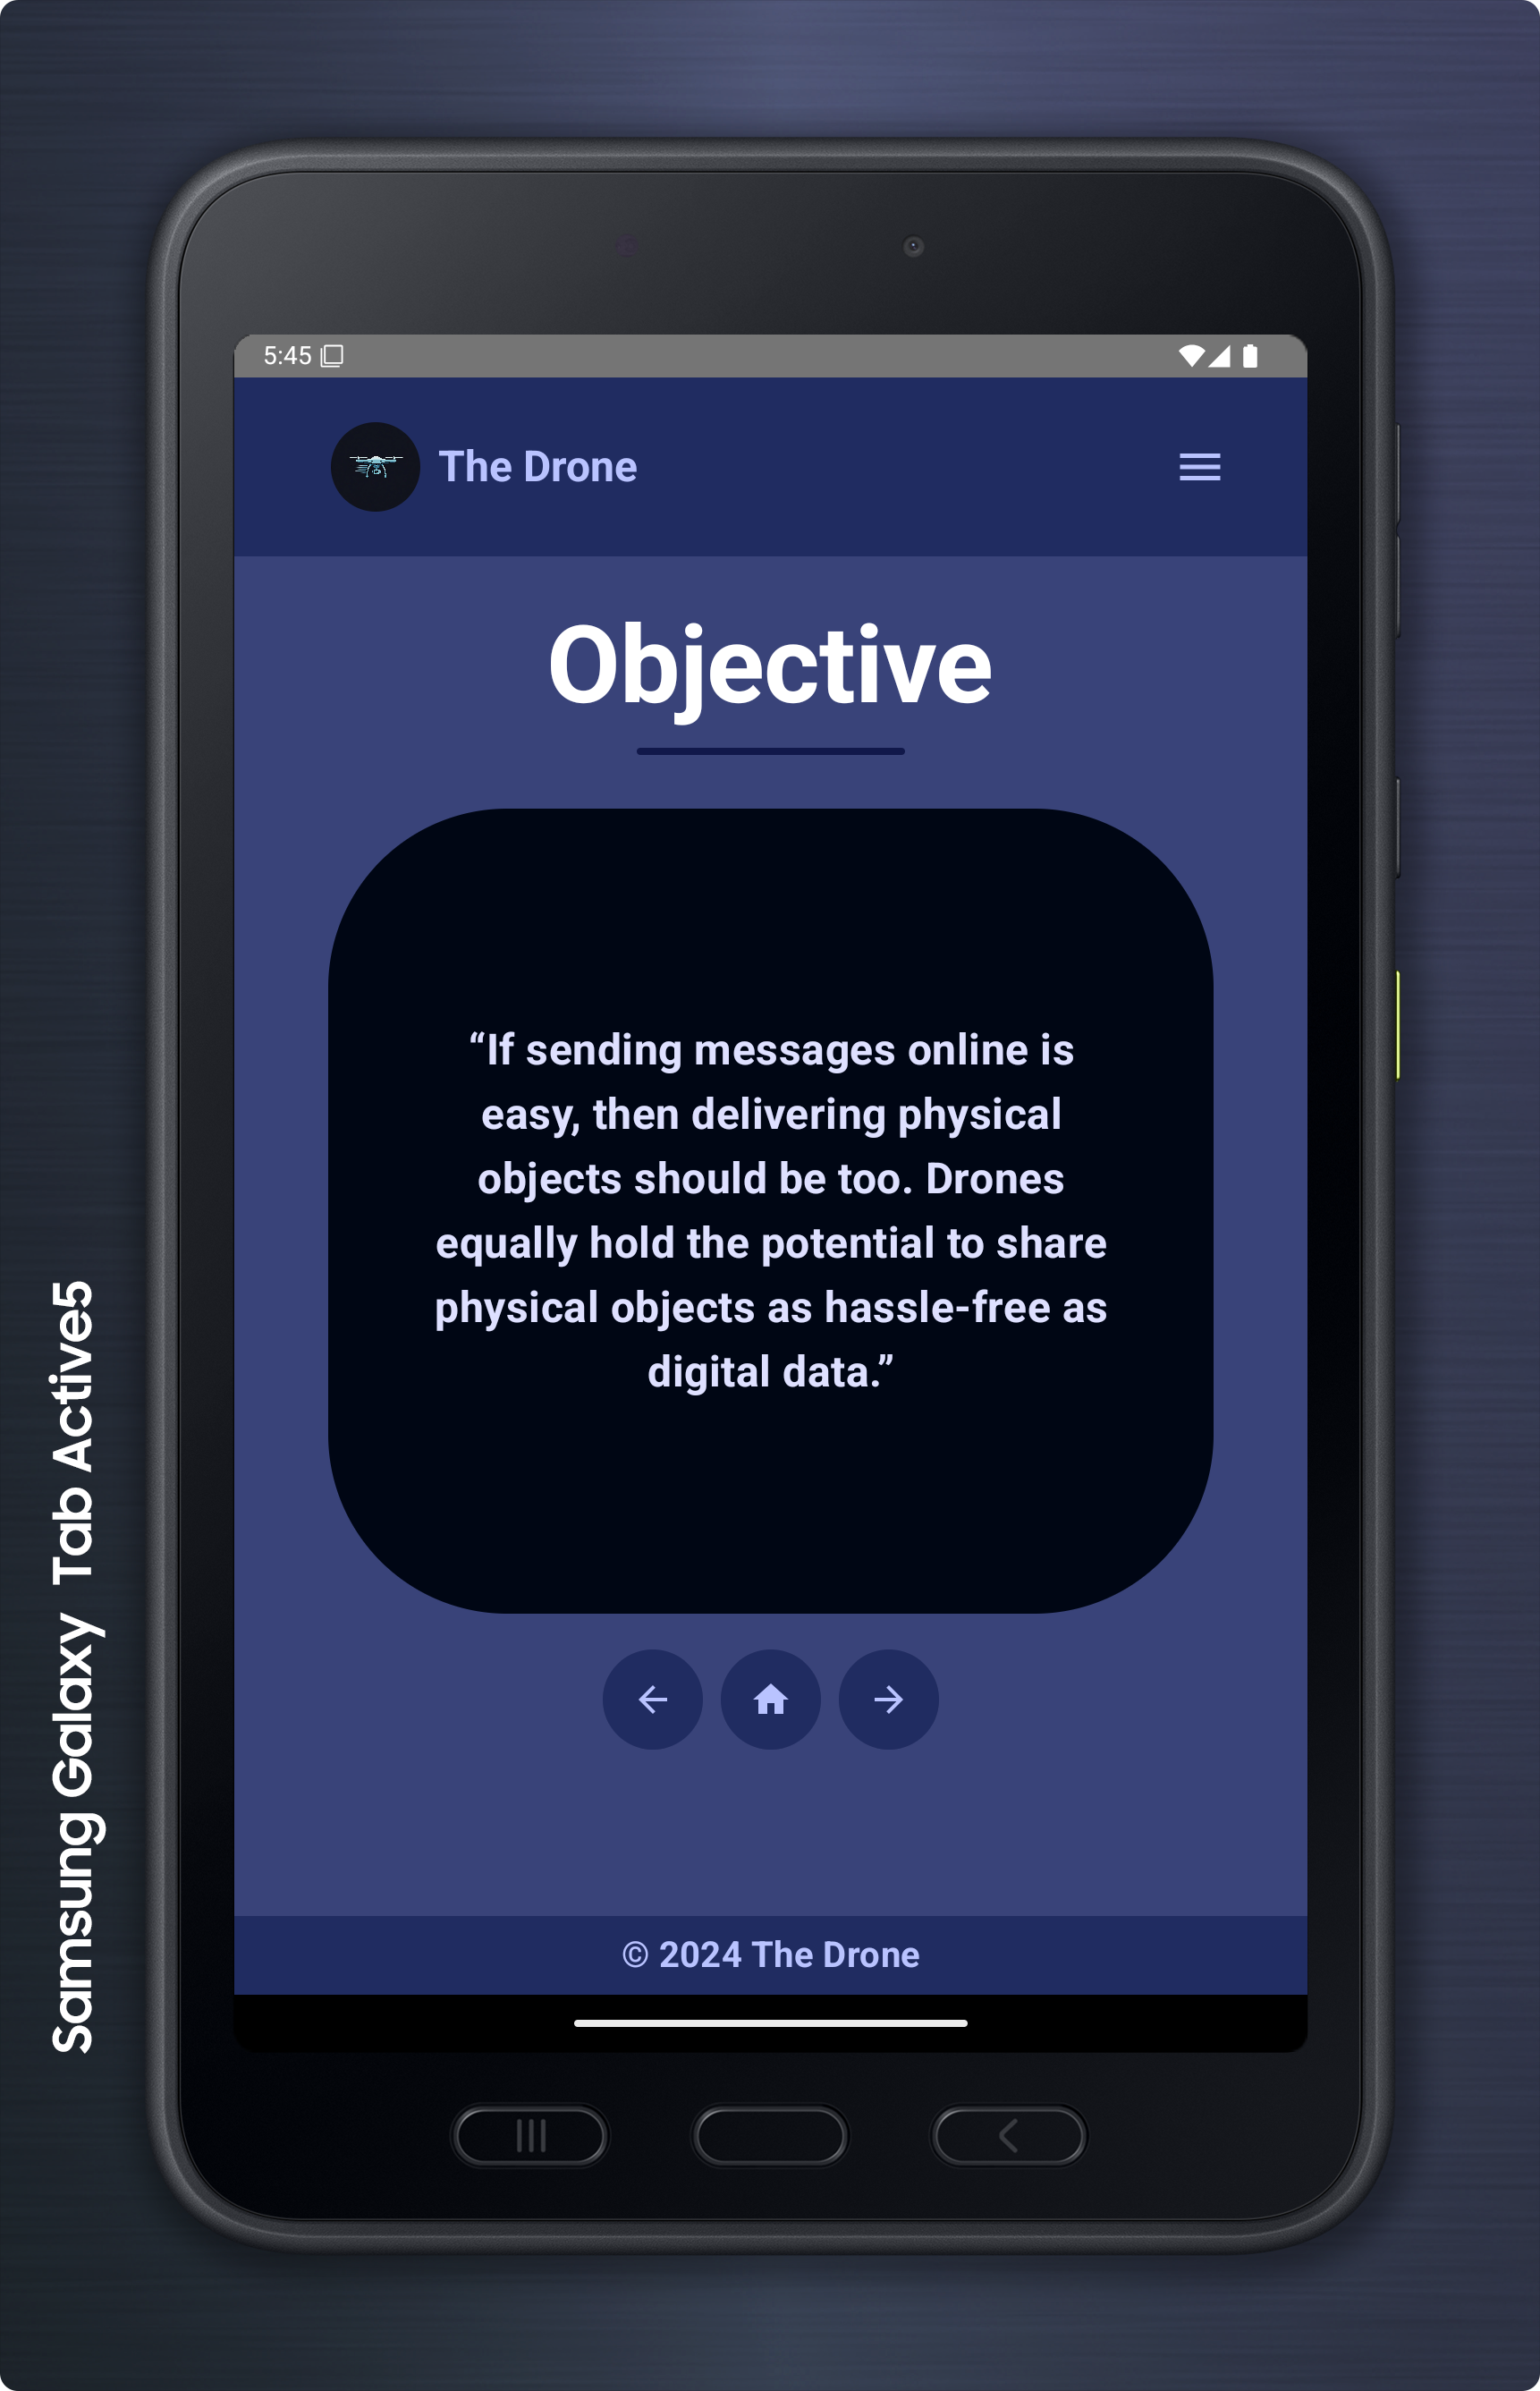 5:45
The Drone
Objective
“If sending messages online is
easy, then delivering physical
objects should be too. Drones
equally hold the potential to share
physical objects as hassle-free as
digital data.”
© 2024 The Drone
Samsung Galaxy Tab Active5